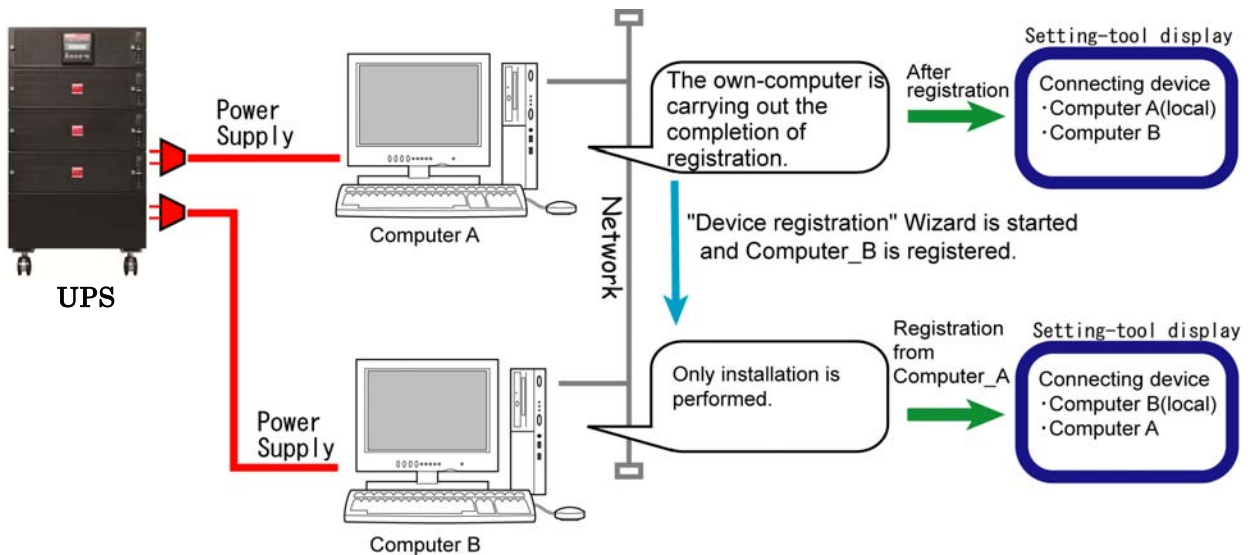 Power
Supply
UPS
Computer A
Network
The own-computer is
carrying out the
completion of
registration.
After
registration
Setting-tool display
Connecting device
・Computer A(local)
・Computer B
"Device registration" Wizard is started
and Computer_B is registered.
Power
Supply
Computer B
Only installation is
performed.
Registration
from
Computer_A
Setting-tool display
Connecting device
・Computer B(local)
・Computer A